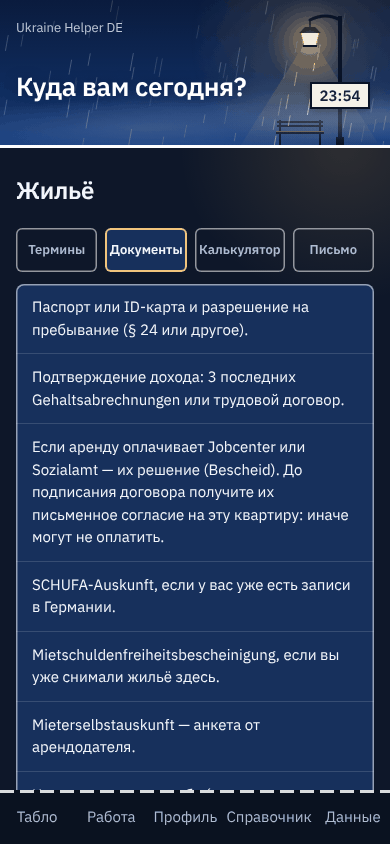 Ukraine Helper DE
Куда вам сегодня?
23:54
Жильё
Термины
Документы
Калькулятор
Письмо
Паспорт или ID-карта и разрешение на
пребывание (§ 24 или другое).
Подтверждение дохода: 3 последних
Gehaltsabrechnungen или трудовой договор.
Если аренду оплачивает Jobcenter или
Sozialamt — их решение (Bescheid). До
подписания договора получите их
письменное согласие на эту квартиру: иначе
могут не оплатить.
SCHUFA-Auskunft, если у вас уже есть записи
в Германии.
Mietschuldenfreiheitsbescheinigung, если вы
уже снимали жильё здесь.
Mieterselbstauskunft — анкета от
арендодателя.
Табло
Работа
Профиль
Справочник
Данные